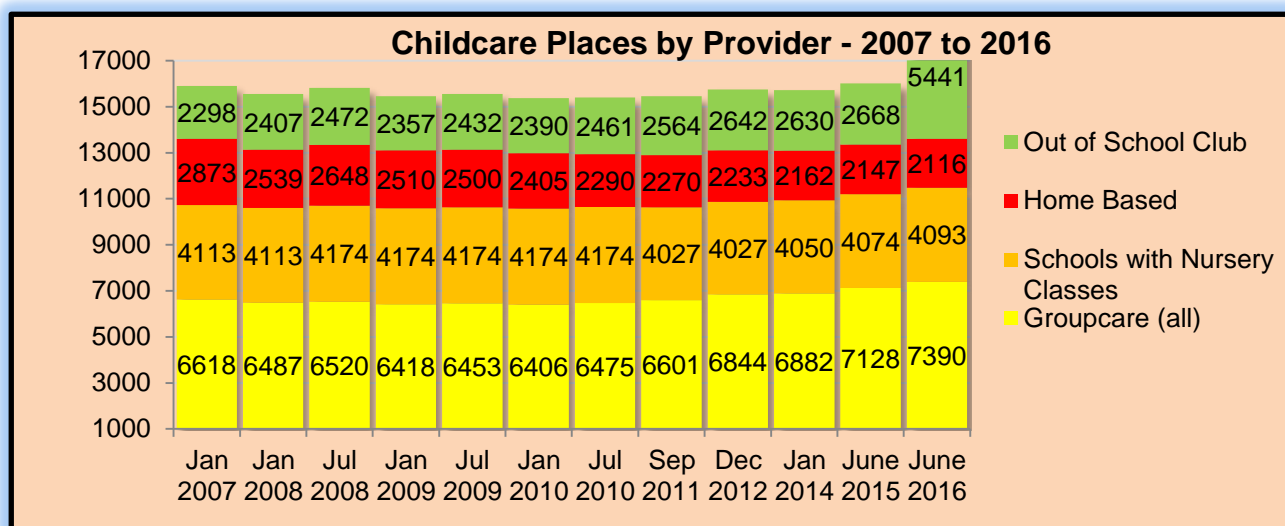 Childcare Places by Provider - 2007 to 2016
17000
15000
13000
11000
9000
7000
5000
3000
1000
2298 2407 2472 2357 2432 2390 2461 2564 2642 2630 2668 5441
2873 2539 2648 2510 2500 2405 2290 2270 2233 2162 2147 2116
4113 4113 4174 4174 4174 4174 4174 4027 4027 4050 4074 4093
6618 6487 6520 6418 6453 6406 6475 6601 6844 6882 7128 7390
Jan Jan Jul Jan Jul Jan Jul Sep Dec Jan June June
2007 2008 2008 2009 2009 2010 2010 2011 2012 2014 2015 2016
Out of School Club
Home Based
Schools with Nursery
Classes
Groupcare (all)